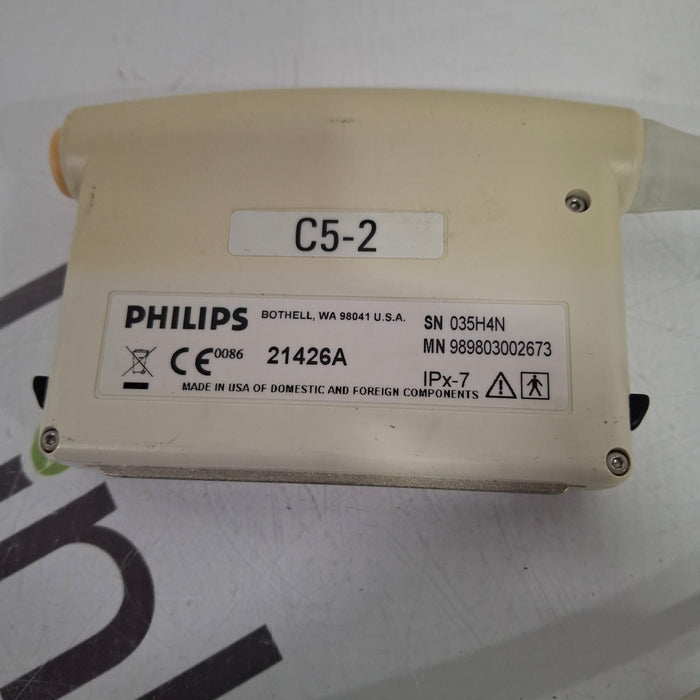 C5-2
PHILIPS BOTHELL, WA 98041 U.S.A. SN 035H4N
MN 989803002673
CE0086 21426A IPx-7
MADE IN USA OF DOMESTIC AND FOREIGN COMPONENTS